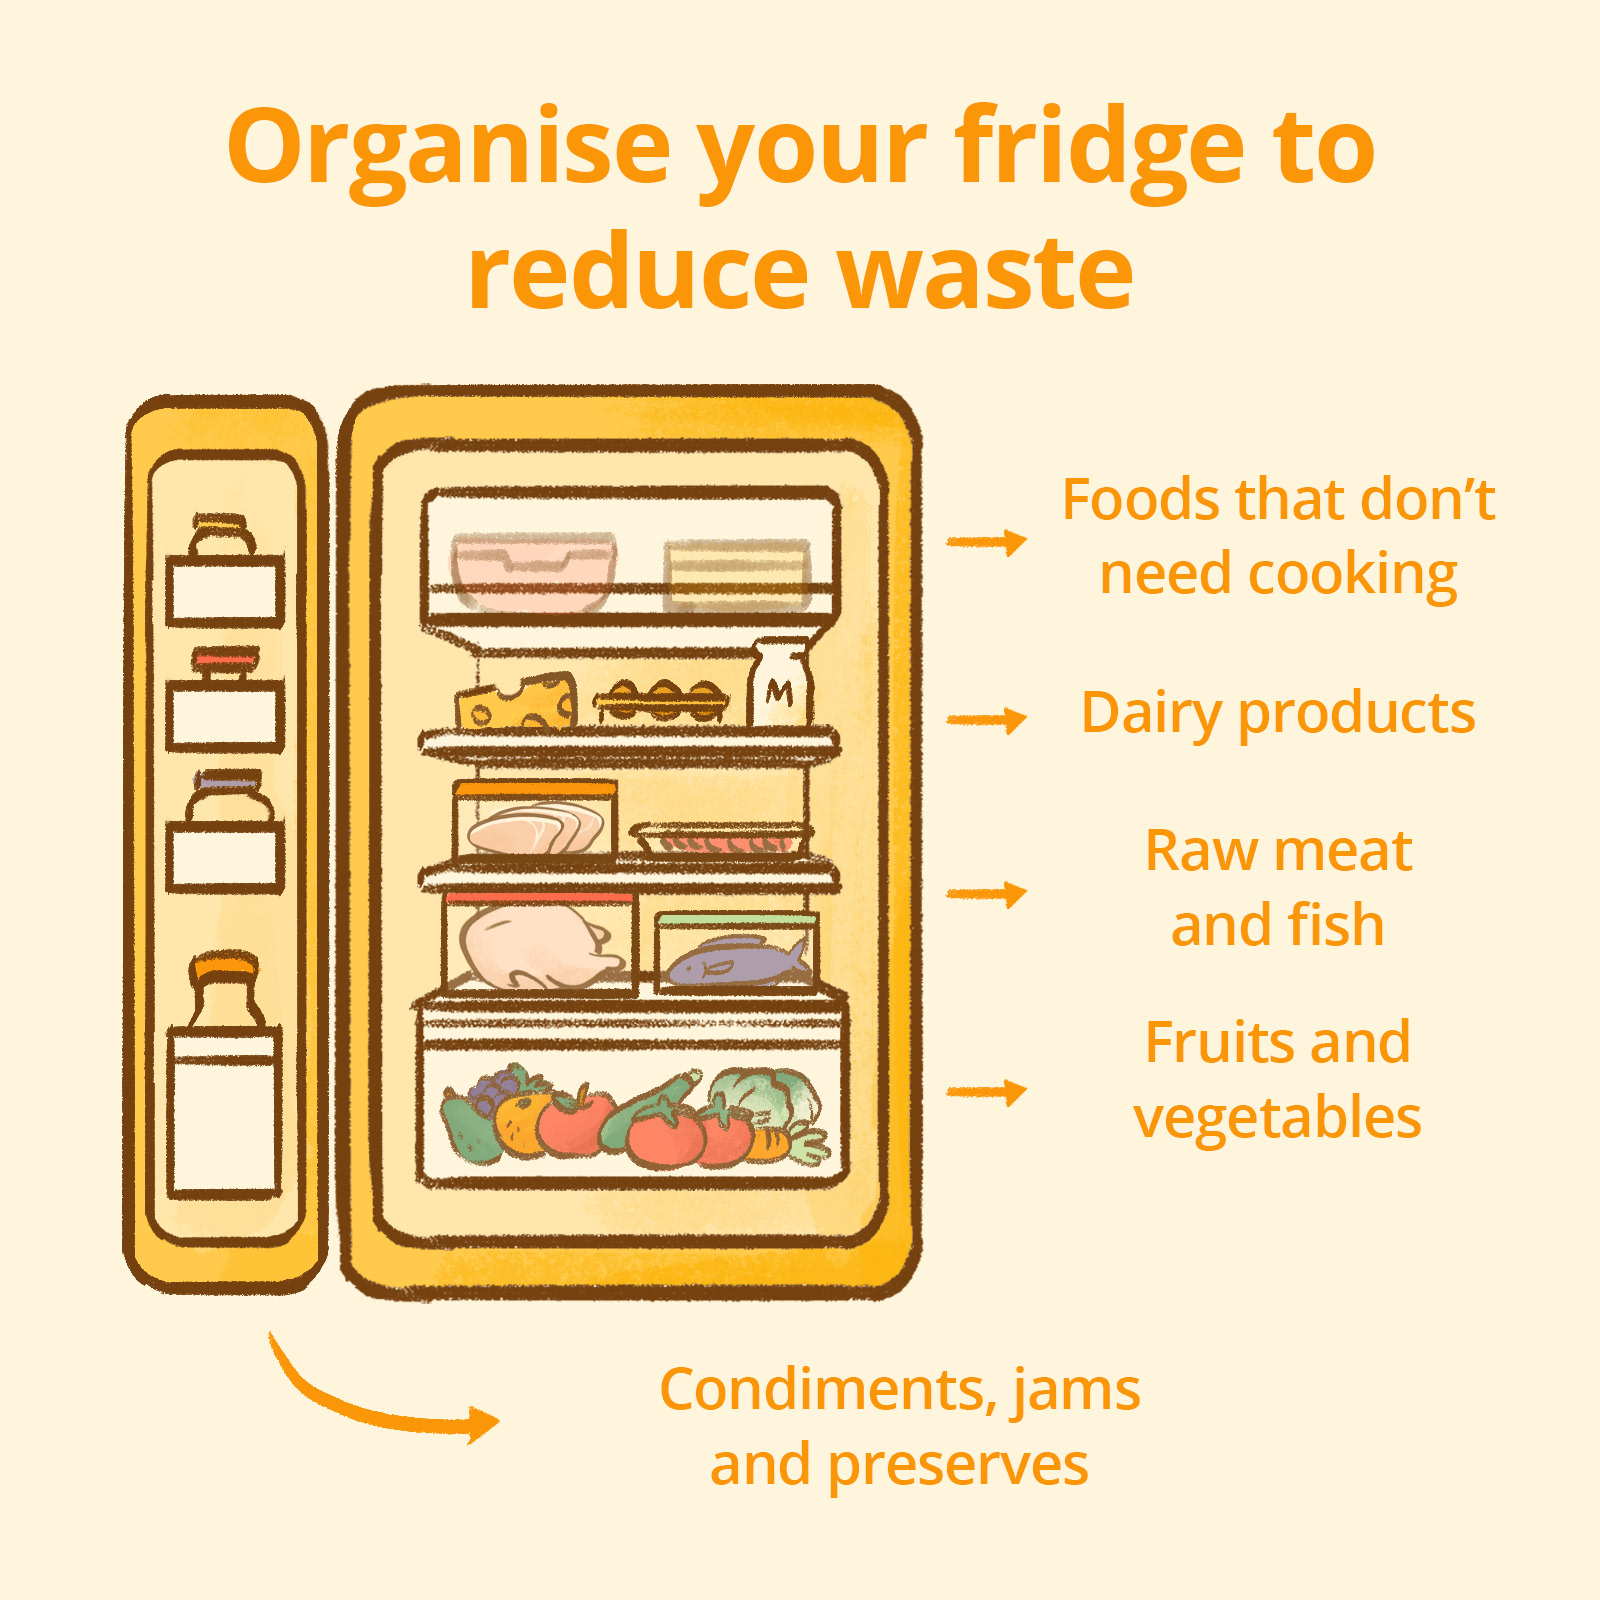 Organise your fridge to
reduce waste
Foods that don’t
need cooking
M
Dairy products
Raw meat
and fish
Fruits and
vegetables
Condiments, jams
and preserves